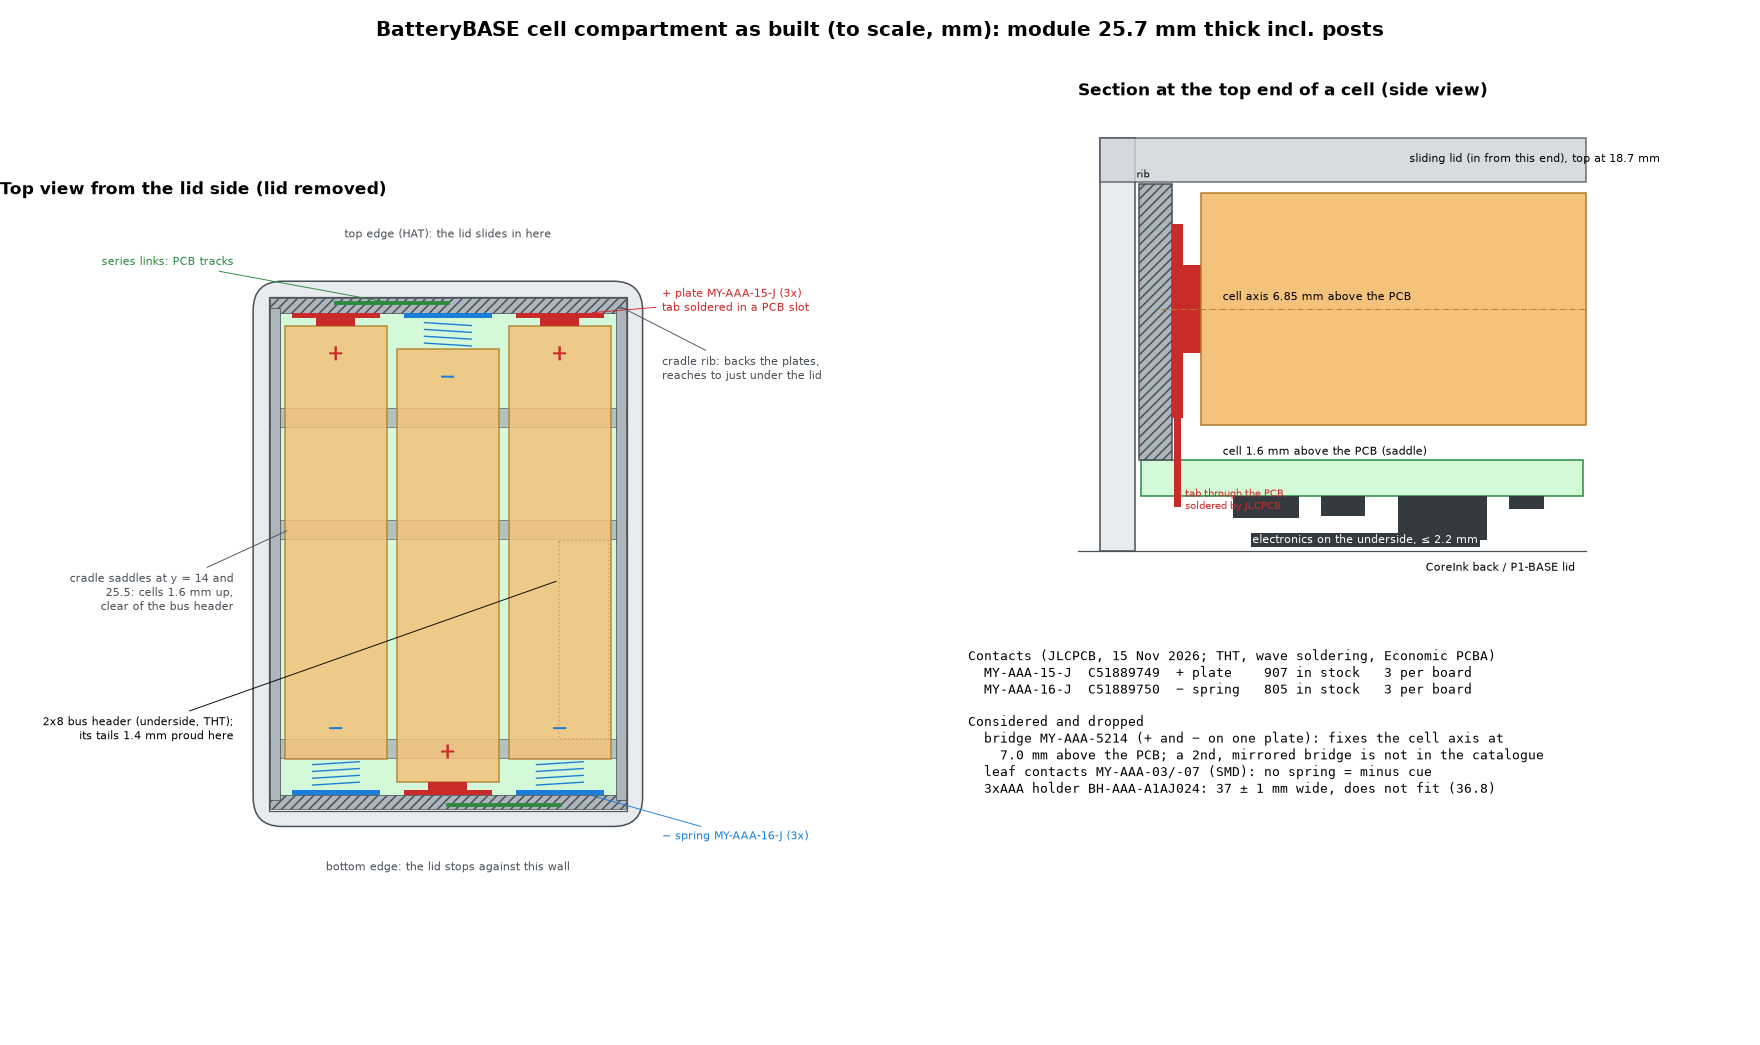 BatteryBASE cell compartment as built (to scale, mm): module 25.7 mm thick incl. posts
Top view from the lid side (lid removed)
top edge (HAT): the lid slides in here
series links: PCB tracks
+ plate MY-AAA-15-J (3x)
tab soldered in a PCB slot
cradle rib: backs the plates,
reaches to just under the lid
+
−
+
cradle saddles at y = 14 and
25.5: cells 1.6 mm up,
clear of the bus header
2x8 bus header (underside, THT);
its tails 1.4 mm proud here
−
+
−
− spring MY-AAA-16-J (3x)
bottom edge: the lid stops against this wall
Section at the top end of a cell (side view)
sliding lid (in from this end), top at 18.7 mm
rib
cell axis 6.85 mm above the PCB
cell 1.6 mm above the PCB (saddle)
tab through the PCB
soldered by JLCPCB
electronics on the underside, ≤ 2.2 mm
CoreInk back / P1-BASE lid
Contacts (JLCPCB, 15 Nov 2026; THT, wave soldering, Economic PCBA)
MY-AAA-15-J  C51889749  + plate    907 in stock   3 per board
MY-AAA-16-J  C51889750  − spring   805 in stock   3 per board
Considered and dropped
bridge MY-AAA-5214 (+ and − on one plate): fixes the cell axis at
7.0 mm above the PCB; a 2nd, mirrored bridge is not in the catalogue
leaf contacts MY-AAA-03/-07 (SMD): no spring = minus cue
3xAAA holder BH-AAA-A1AJ024: 37 ± 1 mm wide, does not fit (36.8)